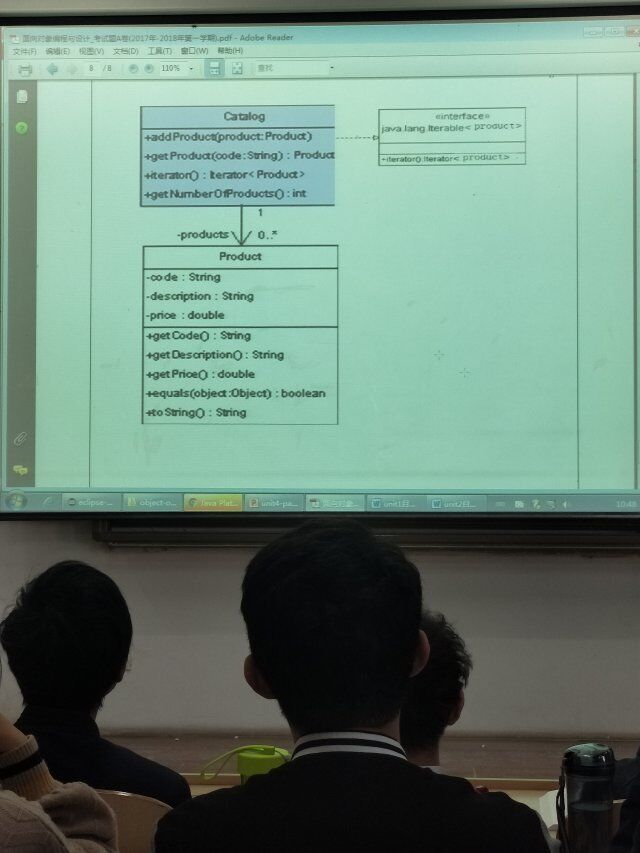 面向对象编程与设计_考试题A卷(2017年-2018年第一学期).pdf - Adobe Reader
文件(F) 编辑(E) 视图(V) 文档(D) 工具(T) 窗口(W) 帮助(H)
8 /8 110% 查找
Catalog
+addProduct(product:Product)
+getProduct(code:String) : Product
+iterator() : Iterator<Product>
+getNumberOfProducts() : int
«interface»
java.lang.Iterable< product>
+iterator():Iterator< product>
1
-products 0..*
Product
-code : String
-description : String
-price : double
+getCode() : String
+getDescription() : String
+getPrice() : double
+equals(object:Object) : boolean
+toString() : String
eclipse-... object-o... Java Plat... unit4-pa... 面向对象... unit1日... unit2日... 10:48